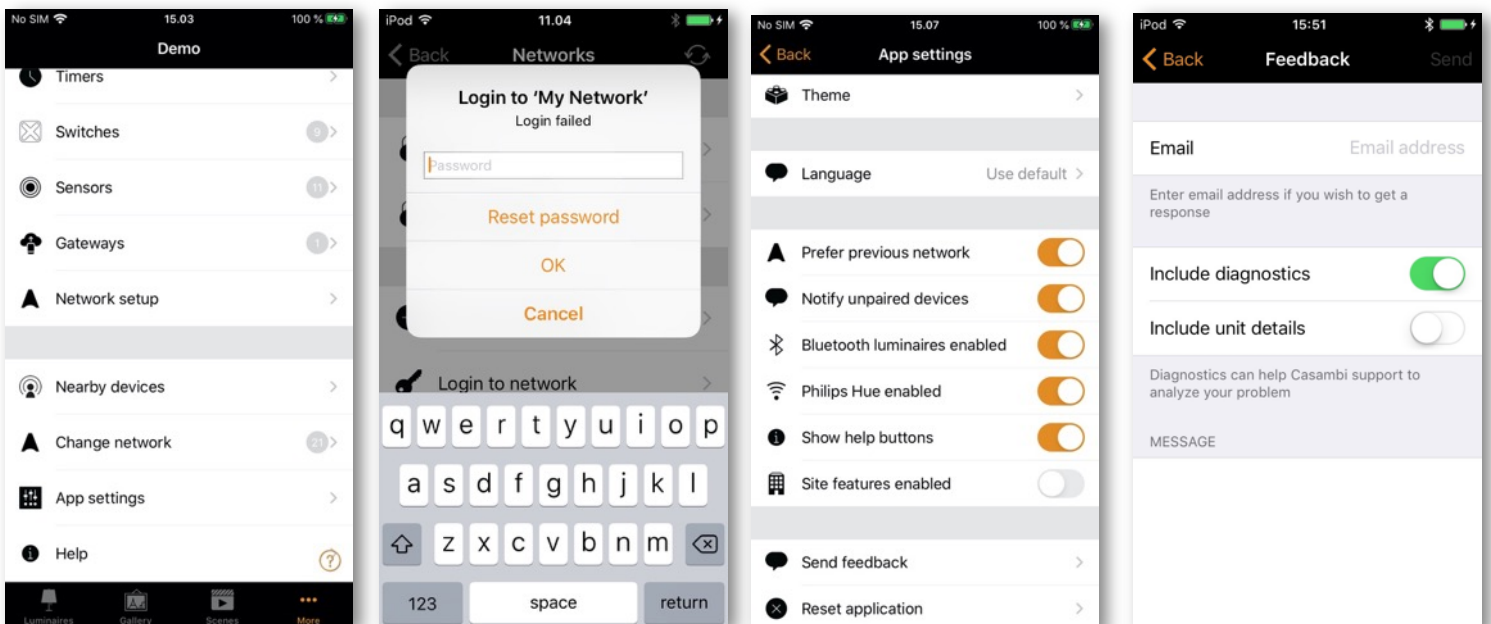 No SIM 15.03 100 %
Demo
Timers
Switches 9
Sensors 11
Gateways 1
Network setup
Nearby devices
Change network 21
App settings
Help ?
Luminaires Gallery Scenes More
iPod 11.04
Back Networks
Login to ‘My Network’
Login failed
Password
Reset password
OK
Cancel
Login to network
q w e r t y u i o p
a s d f g h j k l
z x c v b n m
123 space return
No SIM 15.07 100 %
Back App settings
Theme
Language Use default
Prefer previous network
Notify unpaired devices
Bluetooth luminaires enabled
Philips Hue enabled
Show help buttons
Site features enabled
Send feedback
Reset application
iPod 15:51
Back Feedback Send
Email Email address
Enter email address if you wish to get a
response
Include diagnostics
Include unit details
Diagnostics can help Casambi support to
analyze your problem
MESSAGE